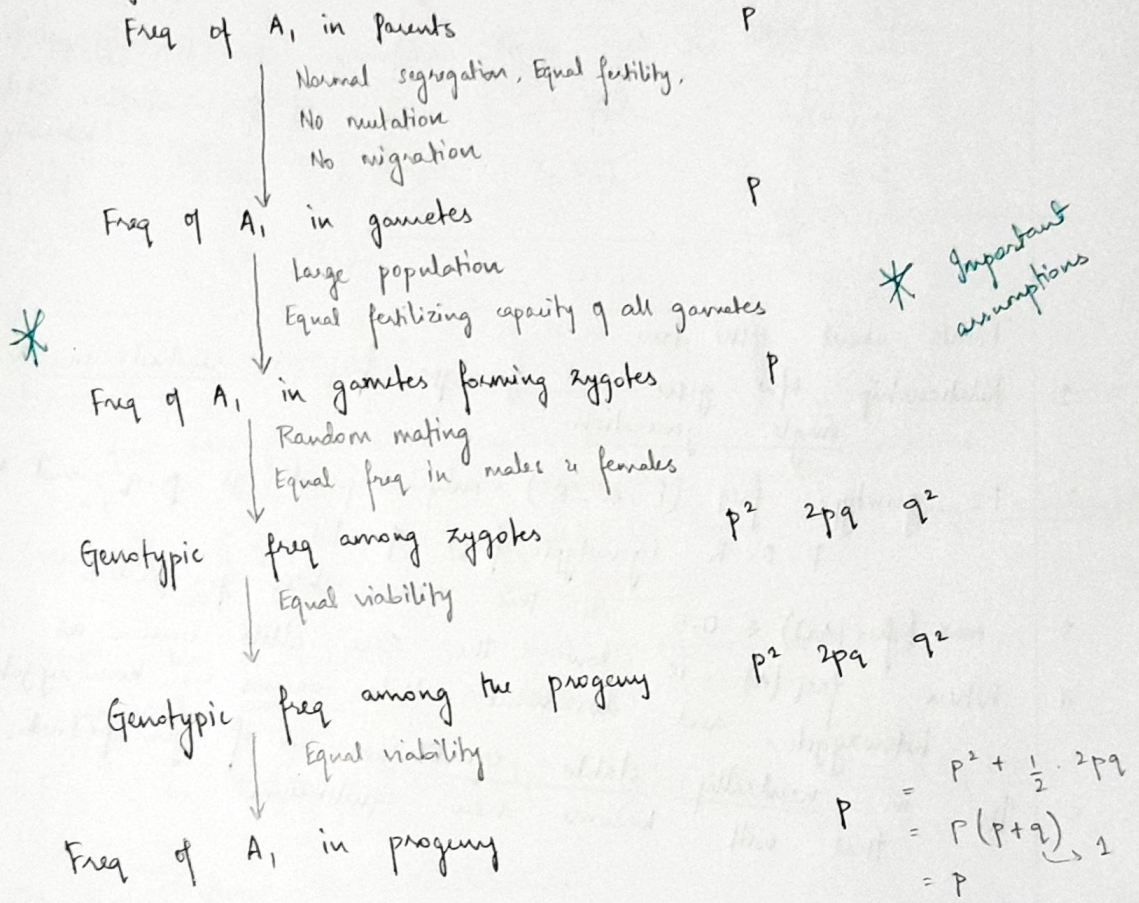 Freq of A₁ in Parents P
Normal segregation, Equal fertility,
No mutation
No migration
Freq of A₁ in gametes P
Large population
Equal fertilizing capacity of all gametes
* Important
assumptions
*
Freq of A₁ in gametes forming zygotes P
Random mating
Equal freq in males & females
Genotypic freq among zygotes p² 2pq q²
Equal viability
Genotypic freq among the progeny p² 2pq q²
Equal viability
Freq of A₁ in progeny P = p² + 1/2 · 2pq
= P(p+q) → 1
= P